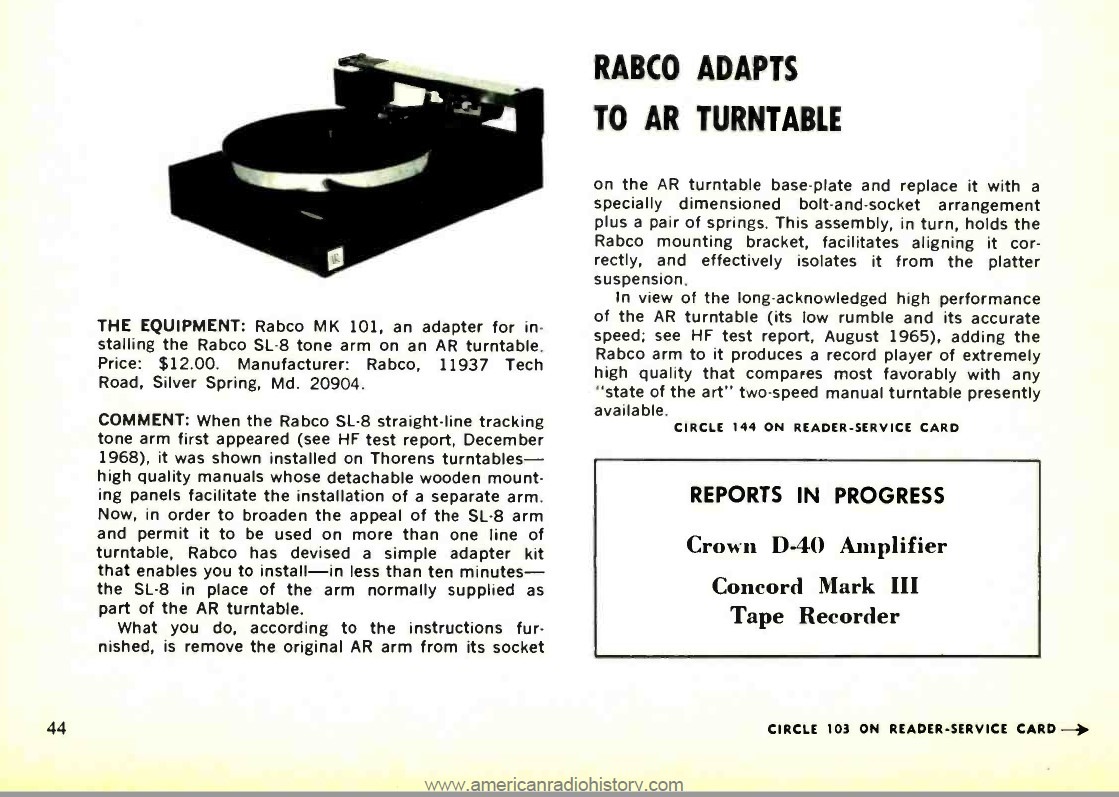 RABCO ADAPTS
TO AR TURNTABLE
THE EQUIPMENT: Rabco MK 101, an adapter for in-
stalling the Rabco SL-8 tone arm on an AR turntable.
Price: $12.00. Manufacturer: Rabco, 11937 Tech
Road, Silver Spring, Md. 20904.
COMMENT: When the Rabco SL-8 straight-line tracking
tone arm first appeared (see HF test report, December
1968), it was shown installed on Thorens turntables—
high quality manuals whose detachable wooden mount-
ing panels facilitate the installation of a separate arm.
Now, in order to broaden the appeal of the SL-8 arm
and permit it to be used on more than one line of
turntable, Rabco has devised a simple adapter kit
that enables you to install—in less than ten minutes—
the SL-8 in place of the arm normally supplied as
part of the AR turntable.
What you do, according to the instructions fur-
nished, is remove the original AR arm from its socket
on the AR turntable base-plate and replace it with a
specially dimensioned bolt-and-socket arrangement
plus a pair of springs. This assembly, in turn, holds the
Rabco mounting bracket, facilitates aligning it cor-
rectly, and effectively isolates it from the platter
suspension.
In view of the long-acknowledged high performance
of the AR turntable (its low rumble and its accurate
speed; see HF test report, August 1965), adding the
Rabco arm to it produces a record player of extremely
high quality that compares most favorably with any
"state of the art" two-speed manual turntable presently
available.
CIRCLE 144 ON READER-SERVICE CARD
REPORTS IN PROGRESS
Crown D-40 Amplifier
Concord Mark III
Tape Recorder
44
CIRCLE 103 ON READER-SERVICE CARD →
www.americanradiohistory.com